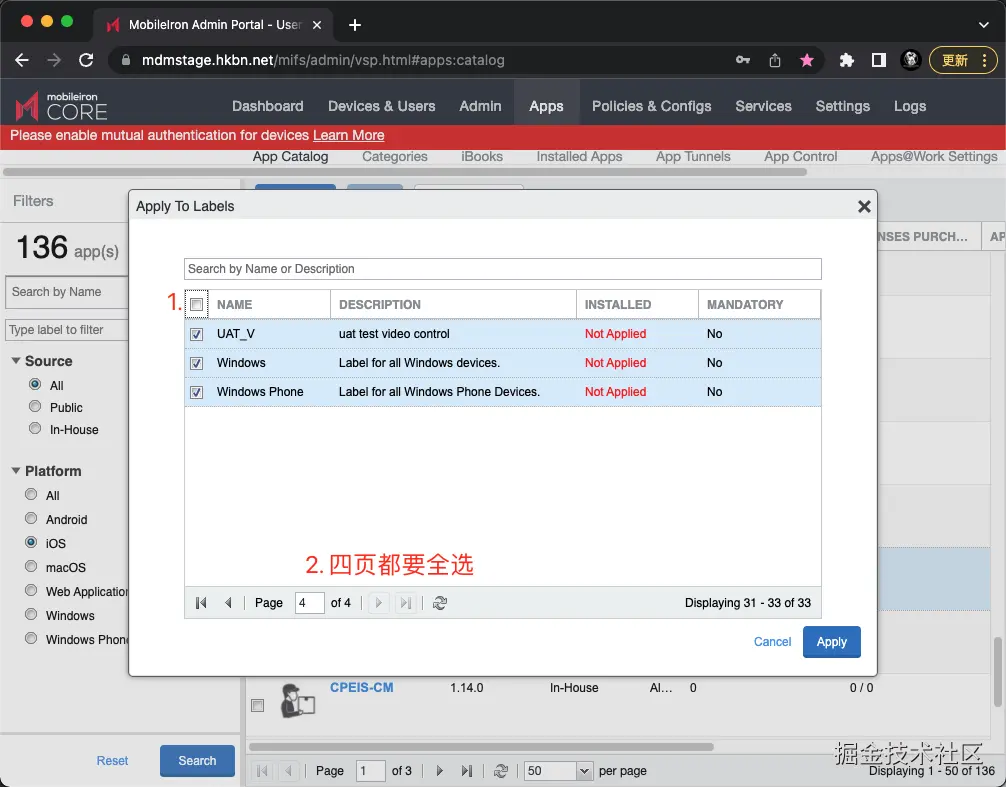 MobileIron Admin Portal - User
mdmstage.hkbn.net/mifs/admin/vsp.html#apps:catalog
更新
mobileiron
CORE
Dashboard Devices & Users Admin Apps Policies & Configs Services Settings Logs
Please enable mutual authentication for devices Learn More
App Catalog Categories iBooks Installed Apps App Tunnels App Control Apps@Work Settings
Filters
136 app(s)
Search by Name
Type label to filter
Source
All
Public
In-House
Platform
All
Android
iOS
macOS
Web Application
Windows
Windows Phone
Reset Search
Apply To Labels
NSES PURCH... AP
Search by Name or Description
1. NAME DESCRIPTION INSTALLED MANDATORY
UAT_V uat test video control Not Applied No
Windows Label for all Windows devices. Not Applied No
Windows Phone Label for all Windows Phone Devices. Not Applied No
2. 四页都要全选
Page 4 of 4 Displaying 31 - 33 of 33
Cancel Apply
CPEIS-CM 1.14.0 In-House Al... 0 0 / 0
Page 1 of 3 50 per page Displaying 1 - 50 of 136
掘金技术社区